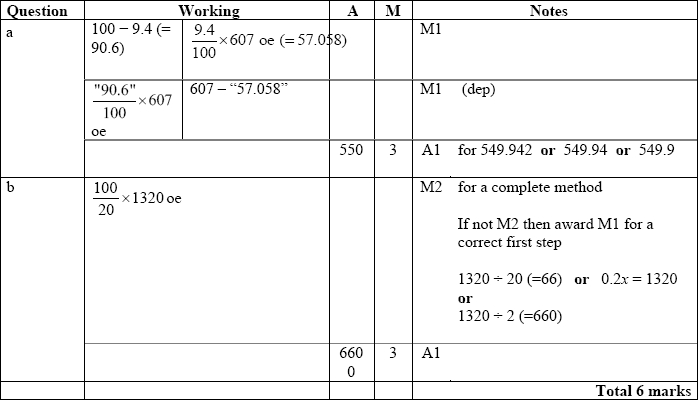 Question Working A M Notes
a 100 − 9.4 (= 9.4/100 × 607 oe (= 57.058) M1
90.6)
"90.6"/100 × 607 607 – “57.058” M1 (dep)
oe
550 3 A1 for 549.942 or 549.94 or 549.9
b 100/20 × 1320 oe M2 for a complete method
If not M2 then award M1 for a
correct first step
1320 ÷ 20 (=66) or 0.2x = 1320
or
1320 ÷ 2 (=660)
660 3 A1
0
Total 6 marks